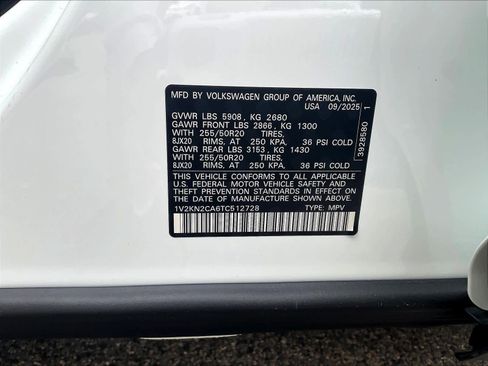 MFD BY VOLKSWAGEN GROUP OF AMERICA, INC.
USA 09/2025
GVWR LBS 5908, KG 2680
GAWR FRONT LBS 2866, KG 1300
WITH 255/50R20 TIRES,
8JX20 RIMS, AT 250 KPA, 36 PSI COLD
GAWR REAR LBS 3153, KG 1430
WITH 255/50R20 TIRES,
8JX20 RIMS, AT 250 KPA, 36 PSI COLD
THIS VEHICLE CONFORMS TO ALL APPLICABLE
U.S. FEDERAL MOTOR VEHICLE SAFETY AND
THEFT PREVENTION STANDARDS IN EFFECT ON
THE DATE OF MANUFACTURE SHOWN ABOVE.
1V2KN2CA6TC512728 TYPE: MPV
3928580 1